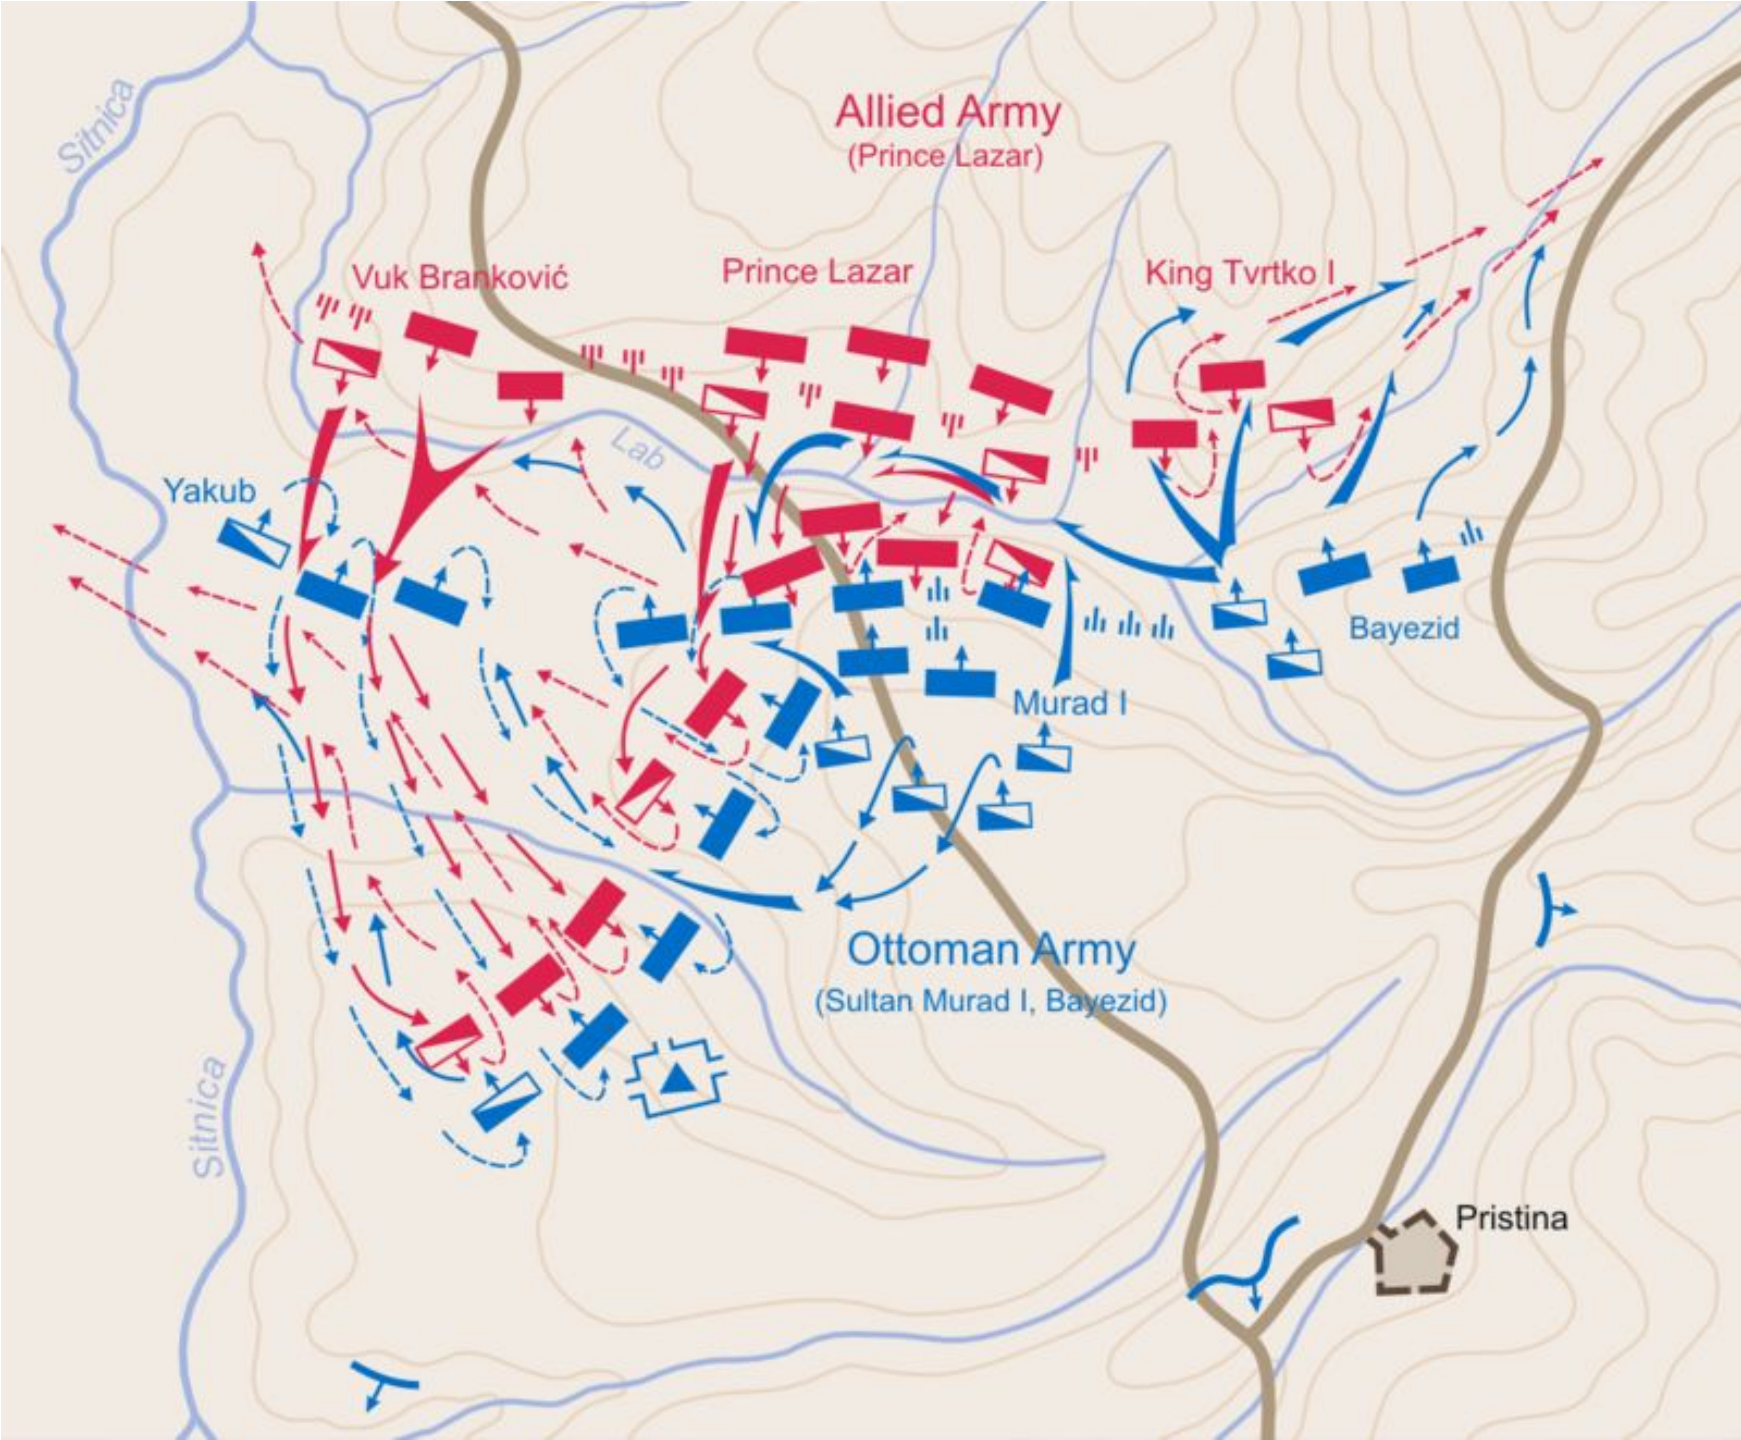 Sitnica
Allied Army
(Prince Lazar)
Vuk Branković
Prince Lazar
King Tvrtko I
Lab
Yakub
Bayezid
Murad I
Ottoman Army
(Sultan Murad I, Bayezid)
Sitnica
Pristina